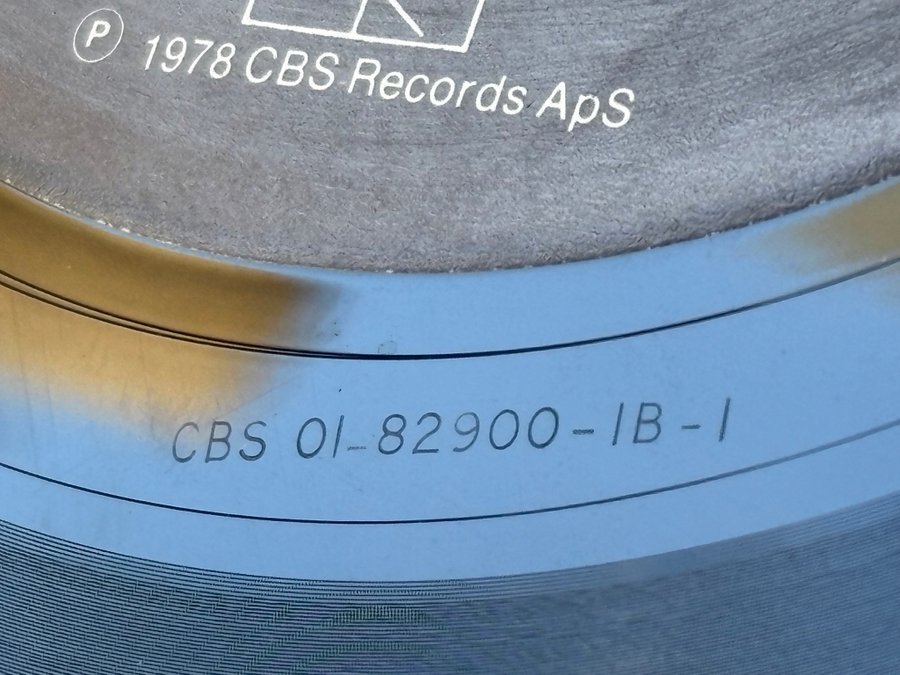 ℗ 1978 CBS Records ApS
CBS 01-82900-1B-1